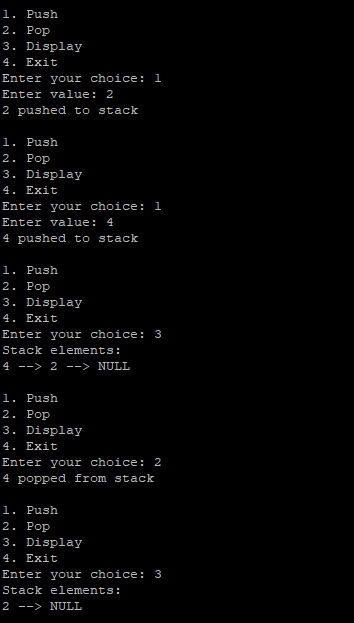 1. Push
2. Pop
3. Display
4. Exit
Enter your choice: 1
Enter value: 2
2 pushed to stack
1. Push
2. Pop
3. Display
4. Exit
Enter your choice: 1
Enter value: 4
4 pushed to stack
1. Push
2. Pop
3. Display
4. Exit
Enter your choice: 3
Stack elements:
4 --> 2 --> NULL
1. Push
2. Pop
3. Display
4. Exit
Enter your choice: 2
4 popped from stack
1. Push
2. Pop
3. Display
4. Exit
Enter your choice: 3
Stack elements:
2 --> NULL